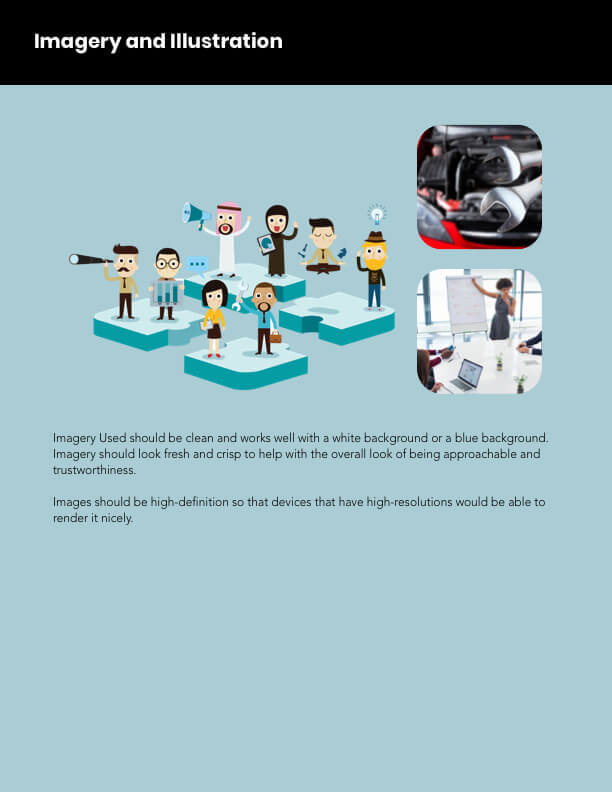 Imagery and Illustration
Imagery Used should be clean and works well with a white background or a blue background.
Imagery should look fresh and crisp to help with the overall look of being approachable and
trustworthiness.
Images should be high-definition so that devices that have high-resolutions would be able to
render it nicely.